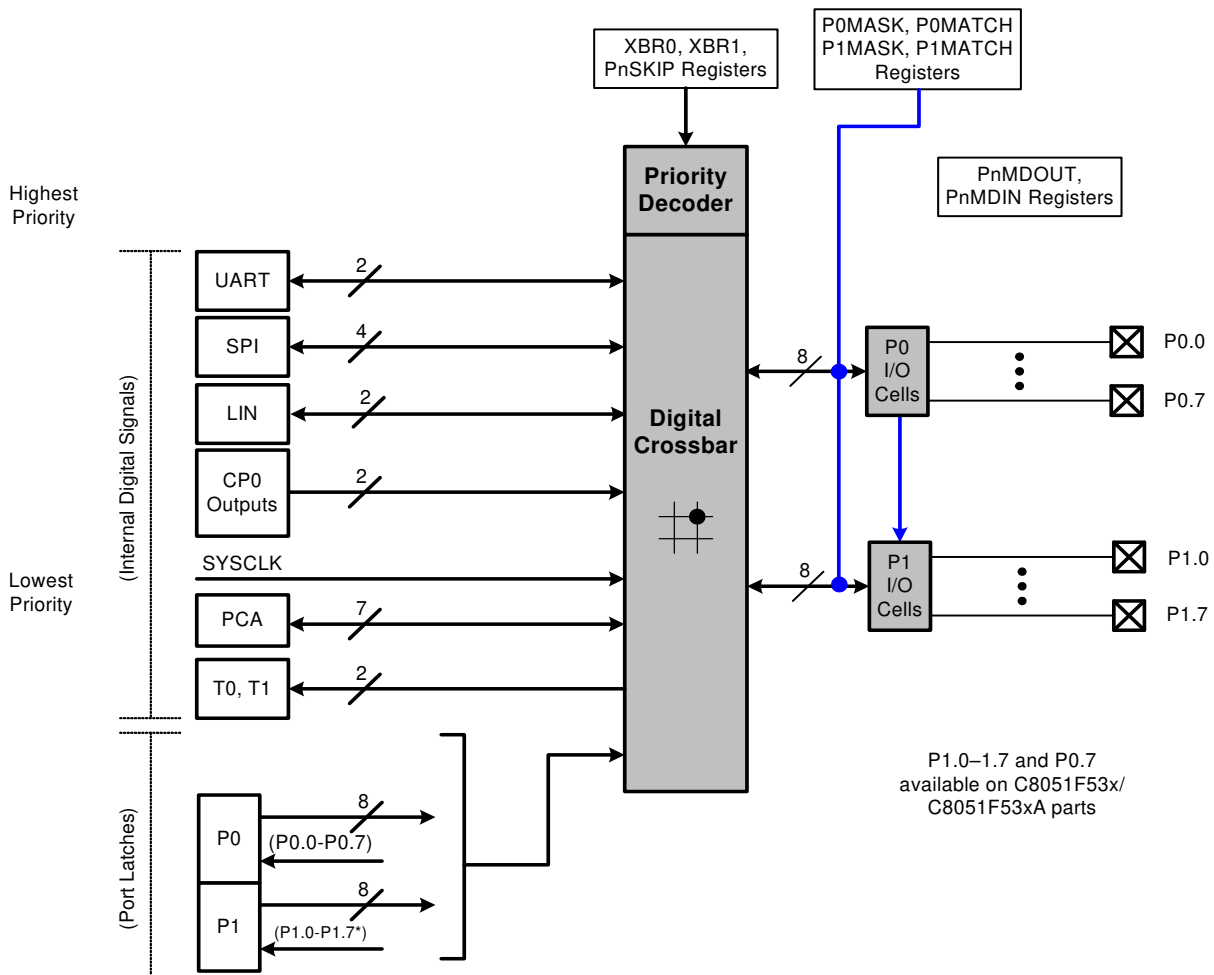 XBR0, XBR1,
PnSKIP Registers
P0MASK, P0MATCH
P1MASK, P1MATCH
Registers
PnMDOUT,
PnMDIN Registers
Highest
Priority
Priority
Decoder
UART
2
SPI
4
LIN
2
CP0
Outputs
2
SYSCLK
PCA
7
T0, T1
2
(Internal Digital Signals)
Lowest
Priority
Digital
Crossbar
8
P0
I/O
Cells
P0.0
P0.7
8
P1
I/O
Cells
P1.0
P1.7
(Port Latches)
P0
8
(P0.0-P0.7)
P1
8
(P1.0-P1.7*)
P1.0–1.7 and P0.7
available on C8051F53x/
C8051F53xA parts